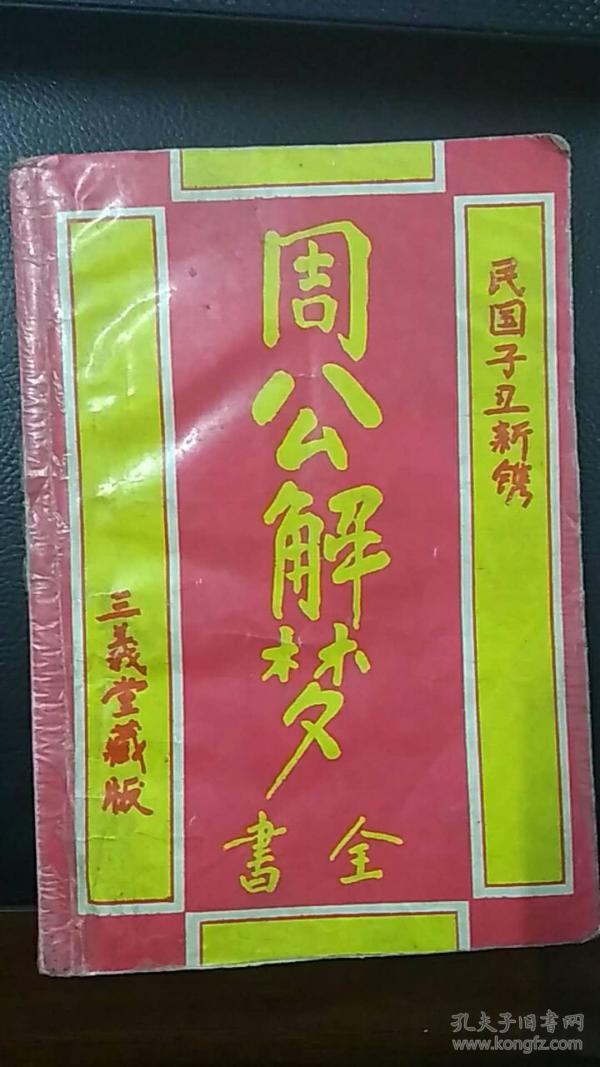 民国子丑新镌
周公解梦
全書
三義堂藏版
孔夫子旧書网
www.kongfz.com